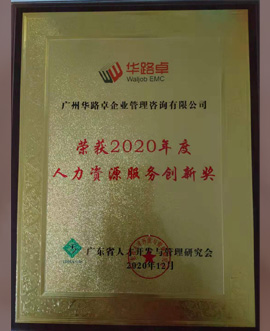 华路卓
Waljob EMC
广州华路卓企业管理咨询有限公司
荣获2020年度
人力资源服务创新奖
广东省人才开发与管理研究会
2020年12月